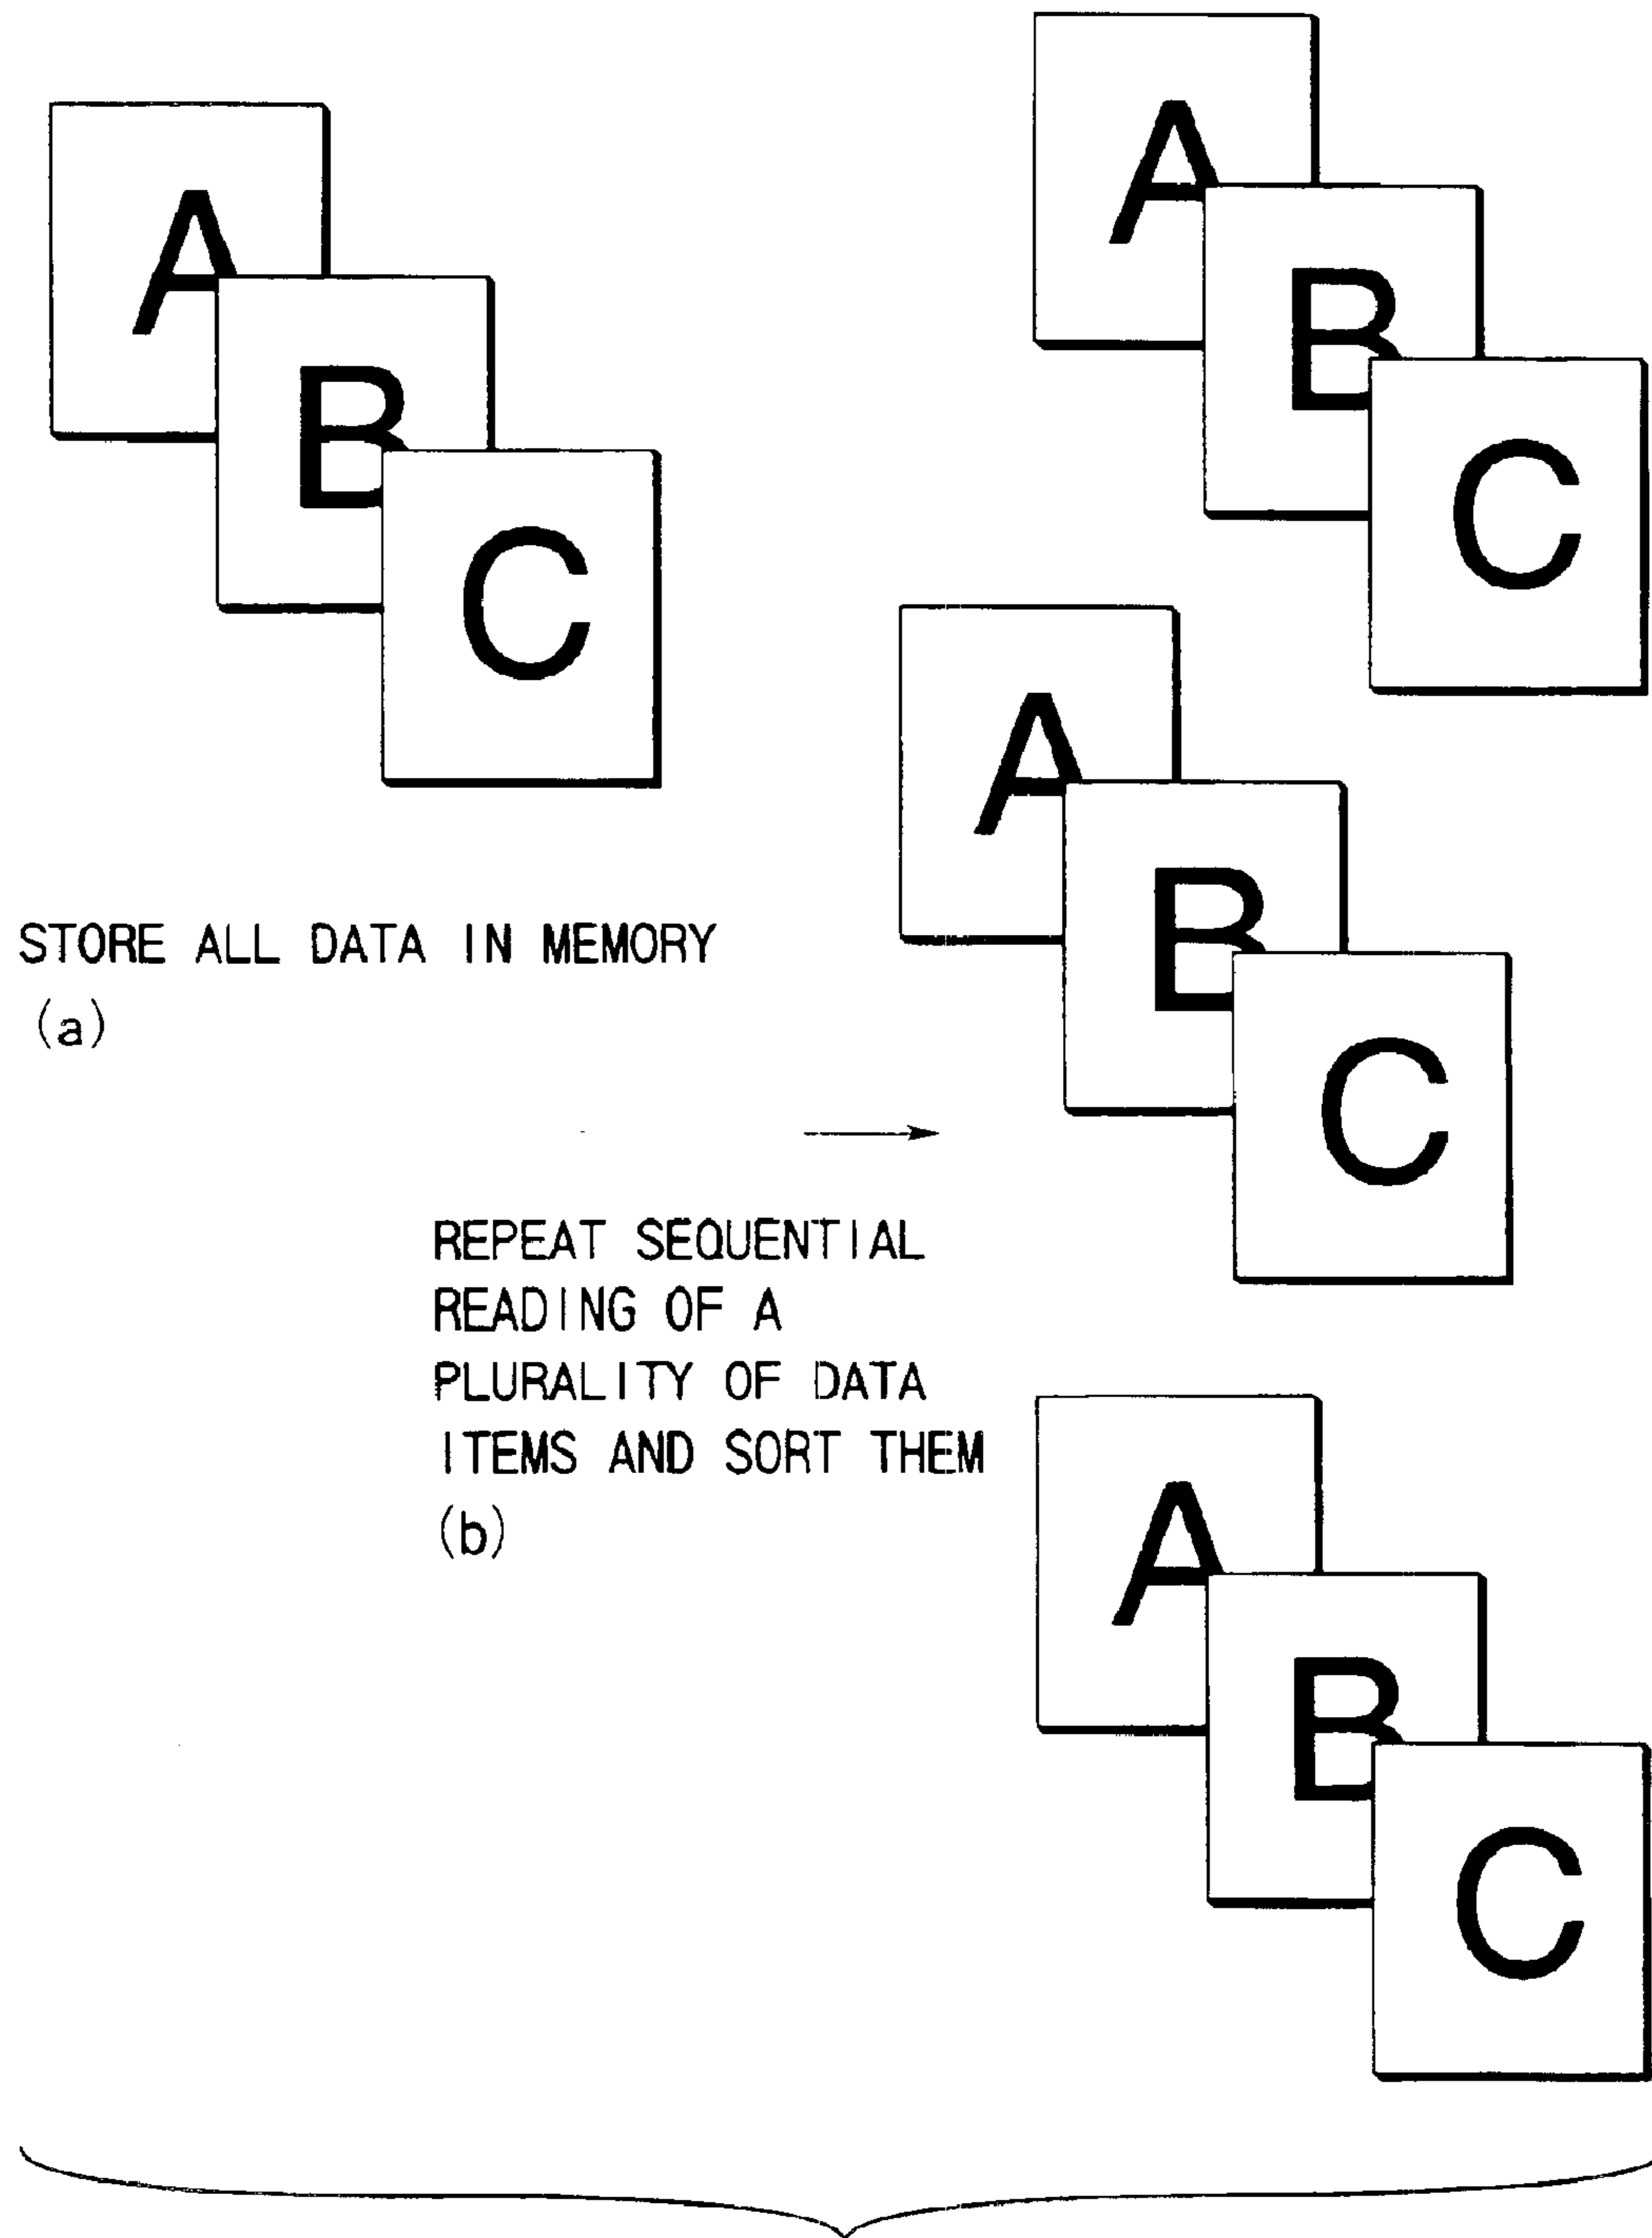 A
B
C
STORE ALL DATA IN MEMORY
(a)
A
B
C
A
B
C
REPEAT SEQUENTIAL
READING OF A
PLURALITY OF DATA
ITEMS AND SORT THEM
(b)
A
B
C